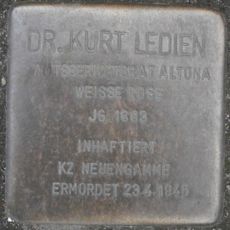 DR. KURT LEDIEN
AMTSGERICHTSRAT ALTONA
WEISSE ROSE
JG. 1893
INHAFTIERT
KZ NEUENGAMME
ERMORDET 23.4.1945